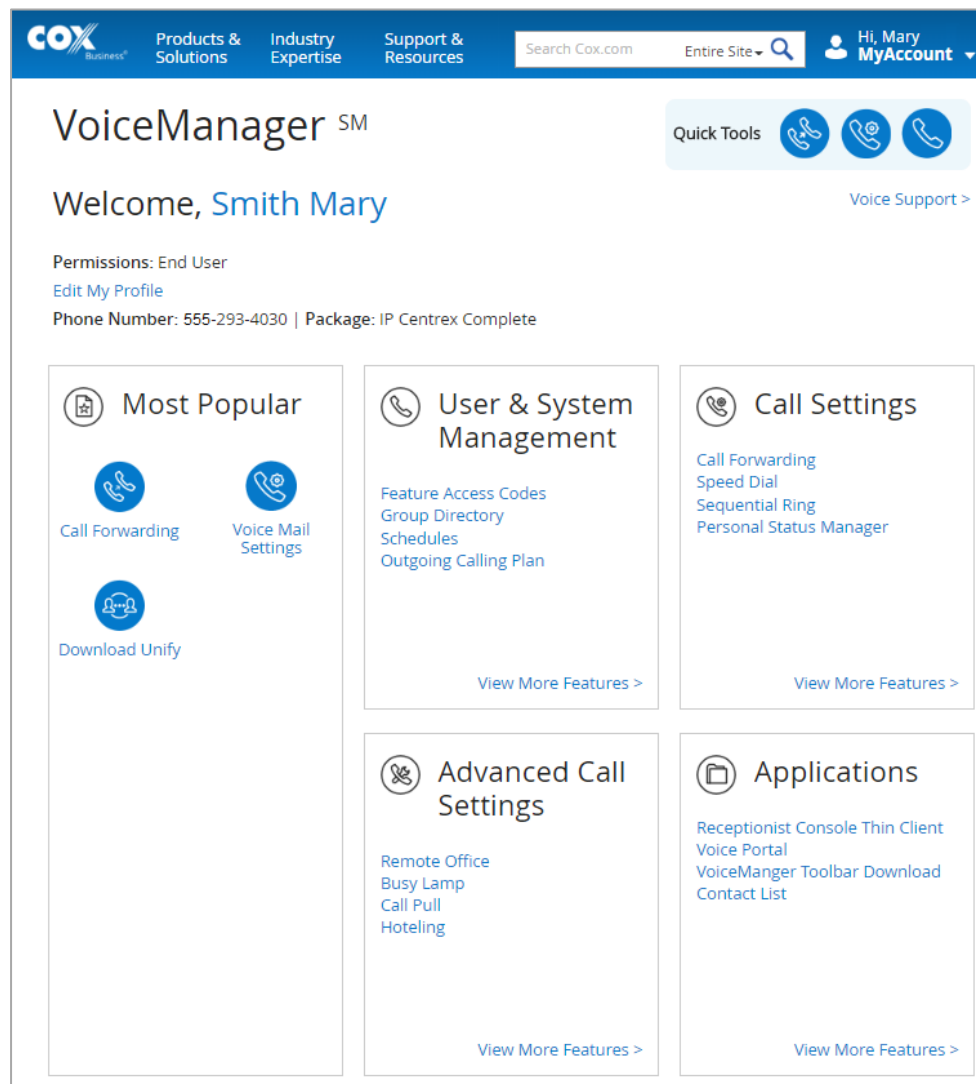 COX
Business®
Products &
Solutions
Industry
Expertise
Support &
Resources
Search Cox.com
Entire Site
Hi, Mary
MyAccount
VoiceManager SM
Quick Tools
Welcome, Smith Mary
Voice Support >
Permissions: End User
Edit My Profile
Phone Number: 555-293-4030 | Package: IP Centrex Complete
Most Popular
Call Forwarding
Voice Mail
Settings
Download Unify
User & System
Management
Feature Access Codes
Group Directory
Schedules
Outgoing Calling Plan
View More Features >
Call Settings
Call Forwarding
Speed Dial
Sequential Ring
Personal Status Manager
View More Features >
Advanced Call
Settings
Remote Office
Busy Lamp
Call Pull
Hoteling
View More Features >
Applications
Receptionist Console Thin Client
Voice Portal
VoiceManger Toolbar Download
Contact List
View More Features >